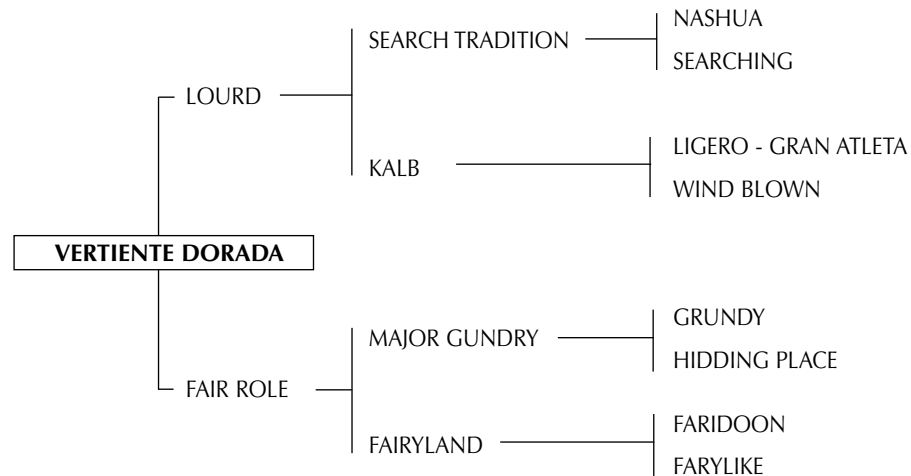 NASHUA
SEARCH TRADITION
SEARCHING
LOURD
LIGERO - GRAN ATLETA
KALB
WIND BLOWN
VERTIENTE DORADA
GRUNDY
MAJOR GUNDRY
HIDDING PLACE
FAIR ROLE
FARIDOON
FAIRYLAND
FARYLIKE